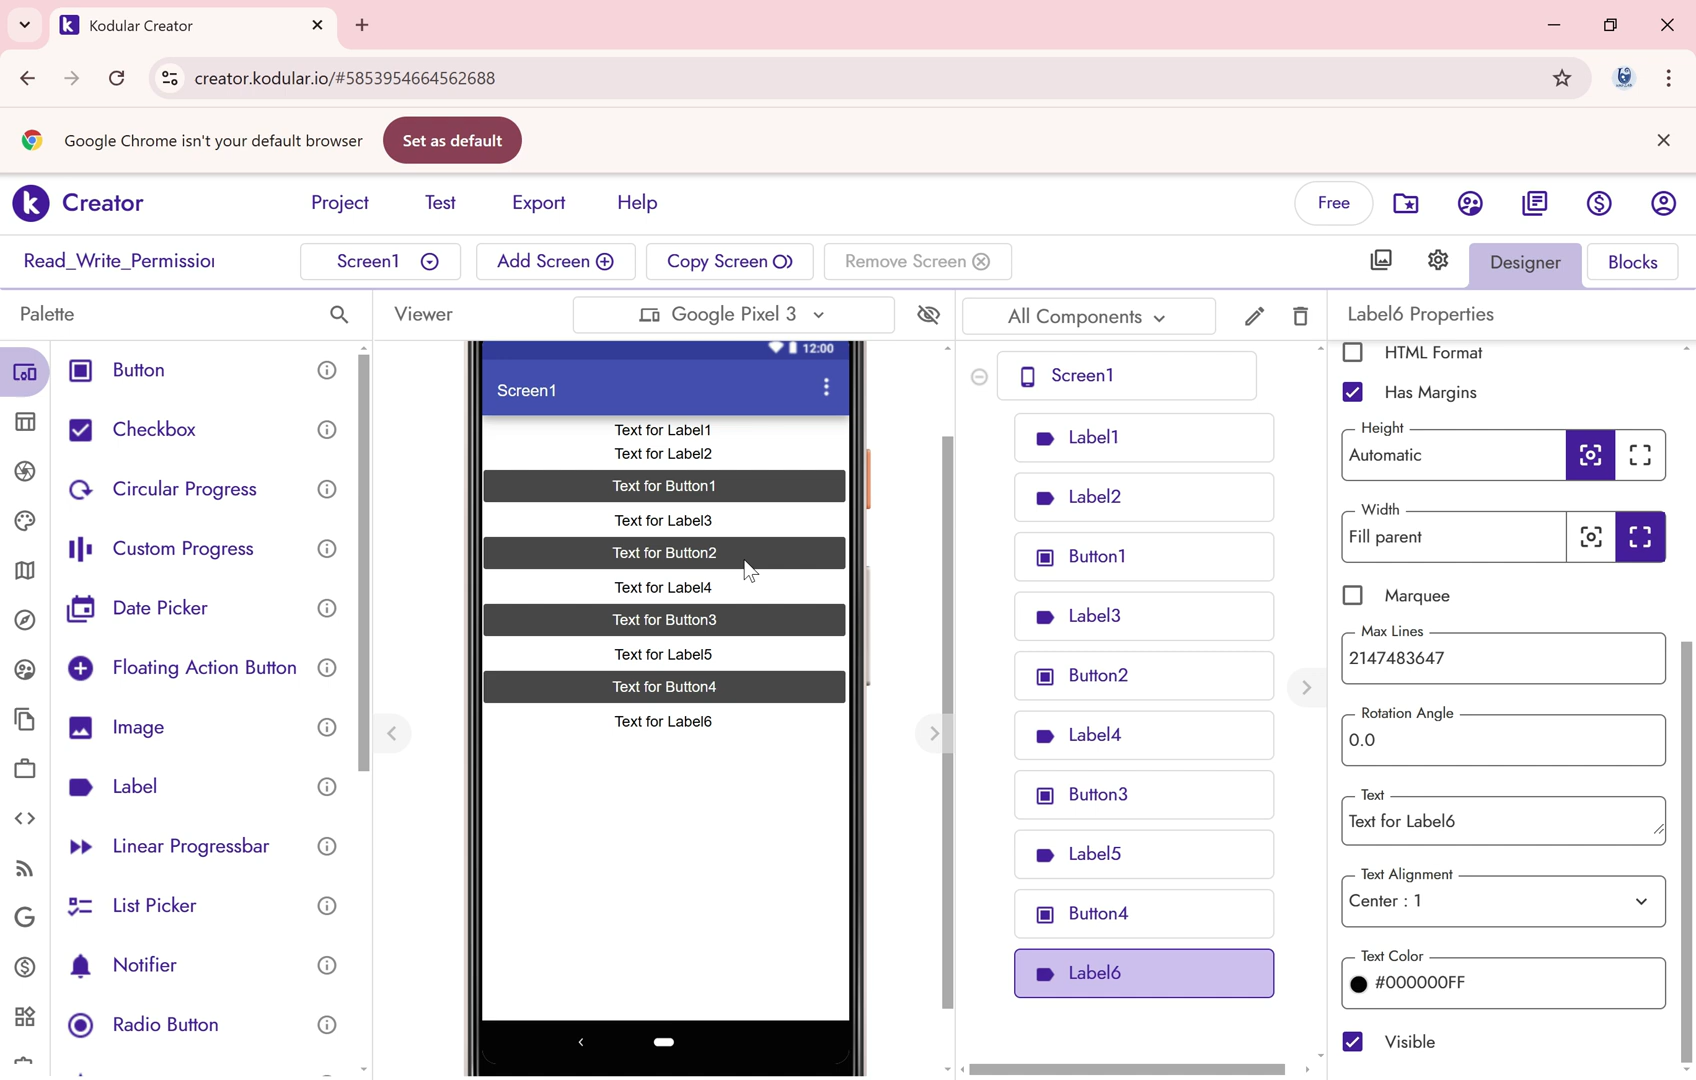 Kodular Creator
creator.kodular.io/#5853954664562688
Google Chrome isn't your default browser
Set as default
Creator
Project
Test
Export
Help
Free
Read_Write_Permission
Screen1
Add Screen
Copy Screen
Remove Screen
Designer
Blocks
Palette
Button
Checkbox
Circular Progress
Custom Progress
Date Picker
Floating Action Button
Image
Label
Linear Progressbar
List Picker
Notifier
Radio Button
Viewer
Google Pixel 3
12:00
Screen1
Text for Label1
Text for Label2
Text for Button1
Text for Label3
Text for Button2
Text for Label4
Text for Button3
Text for Label5
Text for Button4
Text for Label6
All Components
Screen1
Label1
Label2
Button1
Label3
Button2
Label4
Button3
Label5
Button4
Label6
Label6 Properties
HTML Format
Has Margins
Height
Automatic
Width
Fill parent
Marquee
Max Lines
2147483647
Rotation Angle
0.0
Text
Text for Label6
Text Alignment
Center : 1
Text Color
#000000FF
Visible